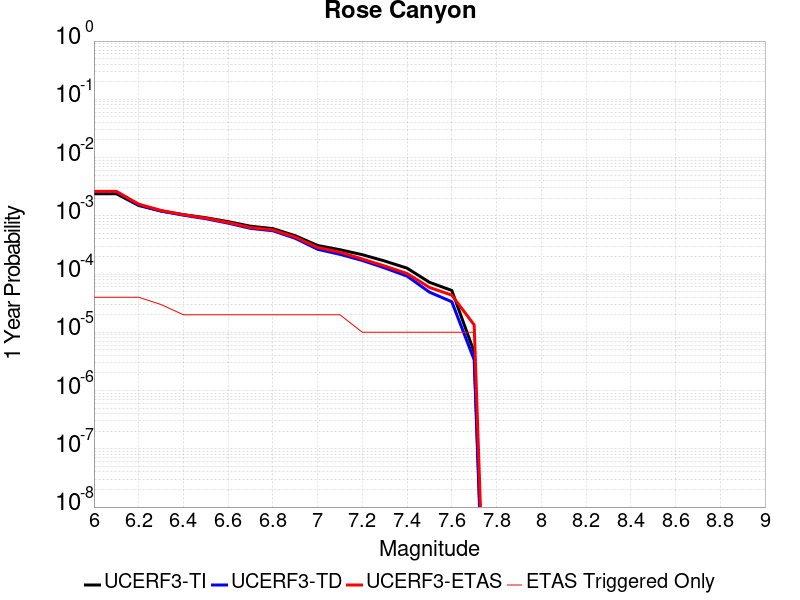 Rose Canyon
10^0
10^-1
10^-2
10^-3
10^-4
10^-5
10^-6
10^-7
10^-8
1 Year Probability
6 6.2 6.4 6.6 6.8 7 7.2 7.4 7.6 7.8 8 8.2 8.4 8.6 8.8 9
Magnitude
UCERF3-TI UCERF3-TD UCERF3-ETAS ETAS Triggered Only